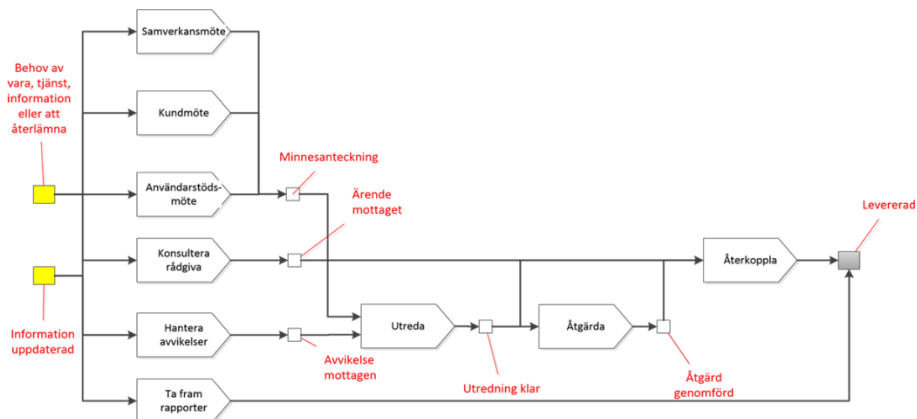 Samverkansmöte
Behov av
vara, tjänst,
information
eller att
återlämna
Kundmöte
Minnesanteckning
Användarstöds-
möte
Ärende
mottaget
Levererad
Konsultera
rådgiva
Återkoppla
Information
uppdaterad
Hantera
avvikelser
Utreda
Åtgärda
Avvikelse
mottagen
Utredning klar
Åtgärd
genomförd
Ta fram
rapporter